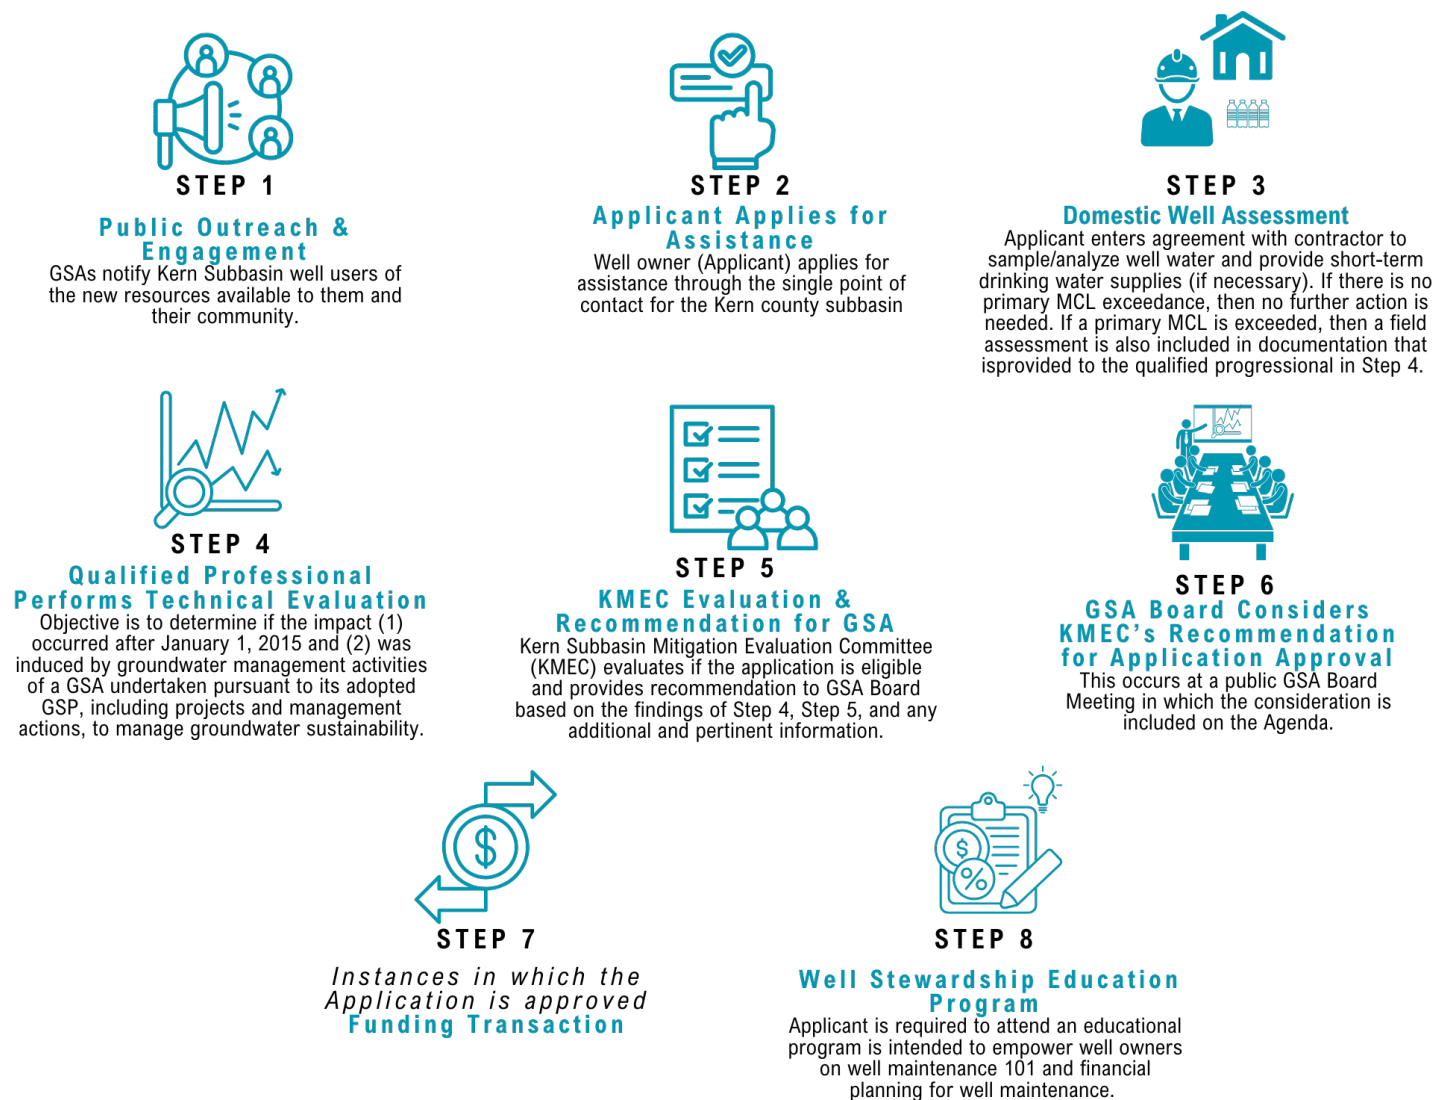 STEP 1
Public Outreach &
Engagement
GSAs notify Kern Subbasin well users of
the new resources available to them and
their community.
STEP 2
Applicant Applies for
Assistance
Well owner (Applicant) applies for
assistance through the single point of
contact for the Kern county subbasin
STEP 3
Domestic Well Assessment
Applicant enters agreement with contractor to
sample/analyze well water and provide short-term
drinking water supplies (if necessary). If there is no
primary MCL exceedance, then no further action is
needed. If a primary MCL is exceeded, then a field
assessment is also included in documentation that
isprovided to the qualified progressional in Step 4.
STEP 4
Qualified Professional
Performs Technical Evaluation
Objective is to determine if the impact (1)
occurred after January 1, 2015 and (2) was
induced by groundwater management activities
of a GSA undertaken pursuant to its adopted
GSP, including projects and management
actions, to manage groundwater sustainability.
STEP 5
KMEC Evaluation &
Recommendation for GSA
Kern Subbasin Mitigation Evaluation Committee
(KMEC) evaluates if the application is eligible
and provides recommendation to GSA Board
based on the findings of Step 4, Step 5, and any
additional and pertinent information.
STEP 6
GSA Board Considers
KMEC's Recommendation
for Application Approval
This occurs at a public GSA Board
Meeting in which the consideration is
included on the Agenda.
$
STEP 7
Instances in which the
Application is approved
Funding Transaction
$
%
STEP 8
Well Stewardship Education
Program
Applicant is required to attend an educational
program is intended to empower well owners
on well maintenance 101 and financial
planning for well maintenance.